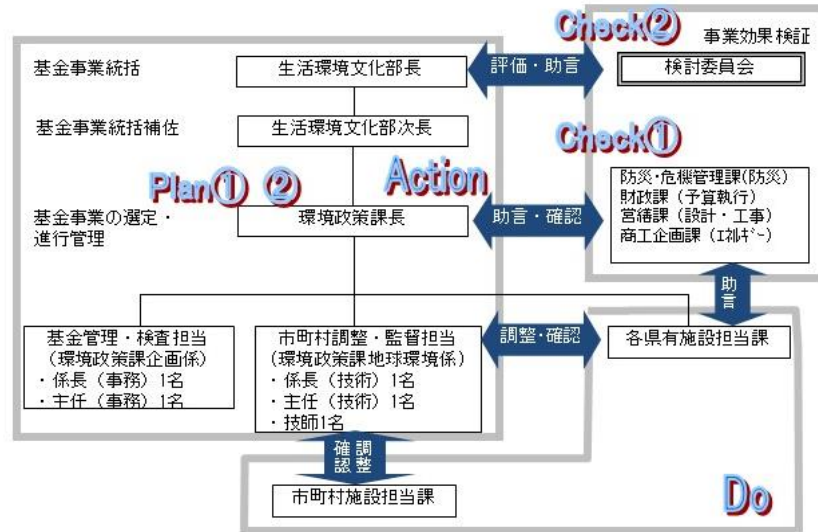 Check②
事業効果検証
基金事業統括
生活環境文化部長
評価・助言
検討委員会
基金事業統括補佐
生活環境文化部次長
Check①
Plan① ②
Action
防災・危機管理課(防災)
財政課(予算執行)
営繕課(設計・工事)
商工企画課(エネルギー)
基金事業の選定・
進行管理
環境政策課長
助言・確認
助言
基金管理・検査担当
(環境政策課企画係)
・係長(事務)1名
・主任(事務)1名
市町村調整・監督担当
(環境政策課地球環境係)
・係長(技術)1名
・主任(技術)1名
・技師1名
調整・確認
各県有施設担当課
調整
確認
市町村施設担当課
Do